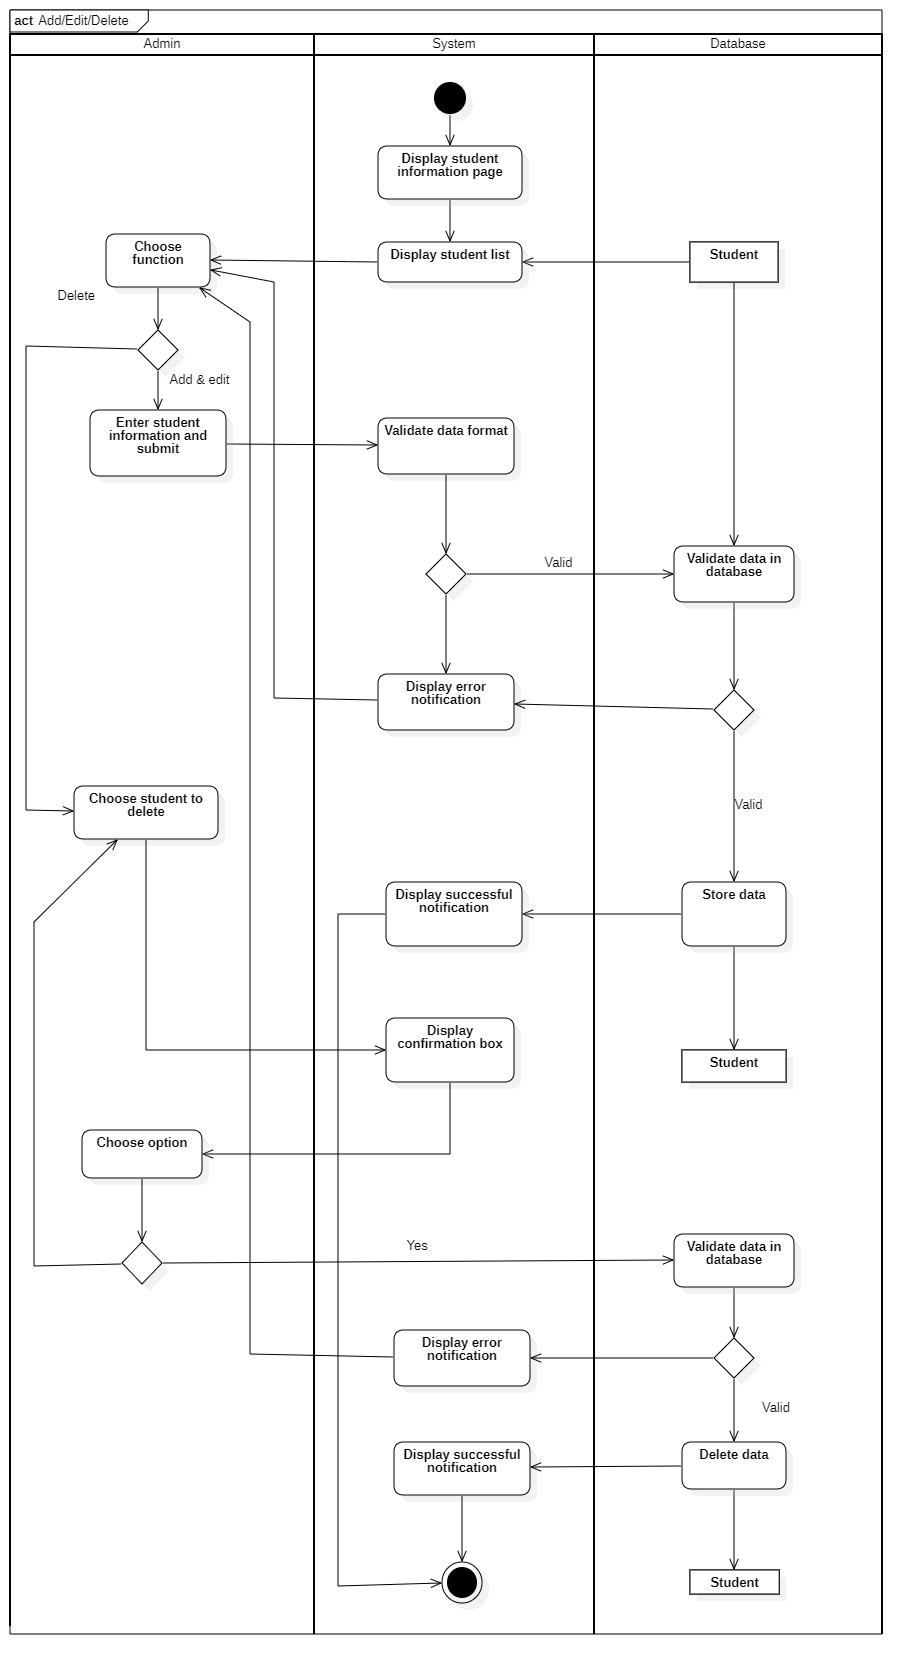 act Add/Edit/Delete
Admin
System
Database
Display student
information page
Choose
function
Display student list
Student
Delete
Add & edit
Enter student
information and
submit
Validate data format
Valid
Validate data in
database
Display error
notification
Choose student to
delete
Valid
Display successful
notification
Store data
Display
confirmation box
Student
Choose option
Yes
Validate data in
database
Display error
notification
Valid
Display successful
notification
Delete data
Student